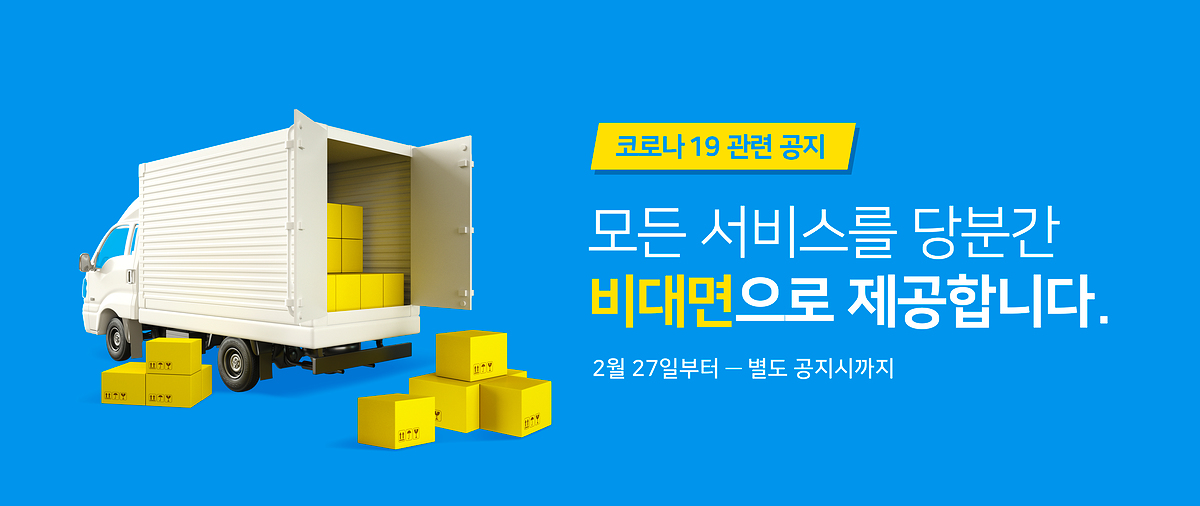 코로나 19 관련 공지
모든 서비스를 당분간
비대면으로 제공합니다.
2월 27일부터 — 별도 공지시까지